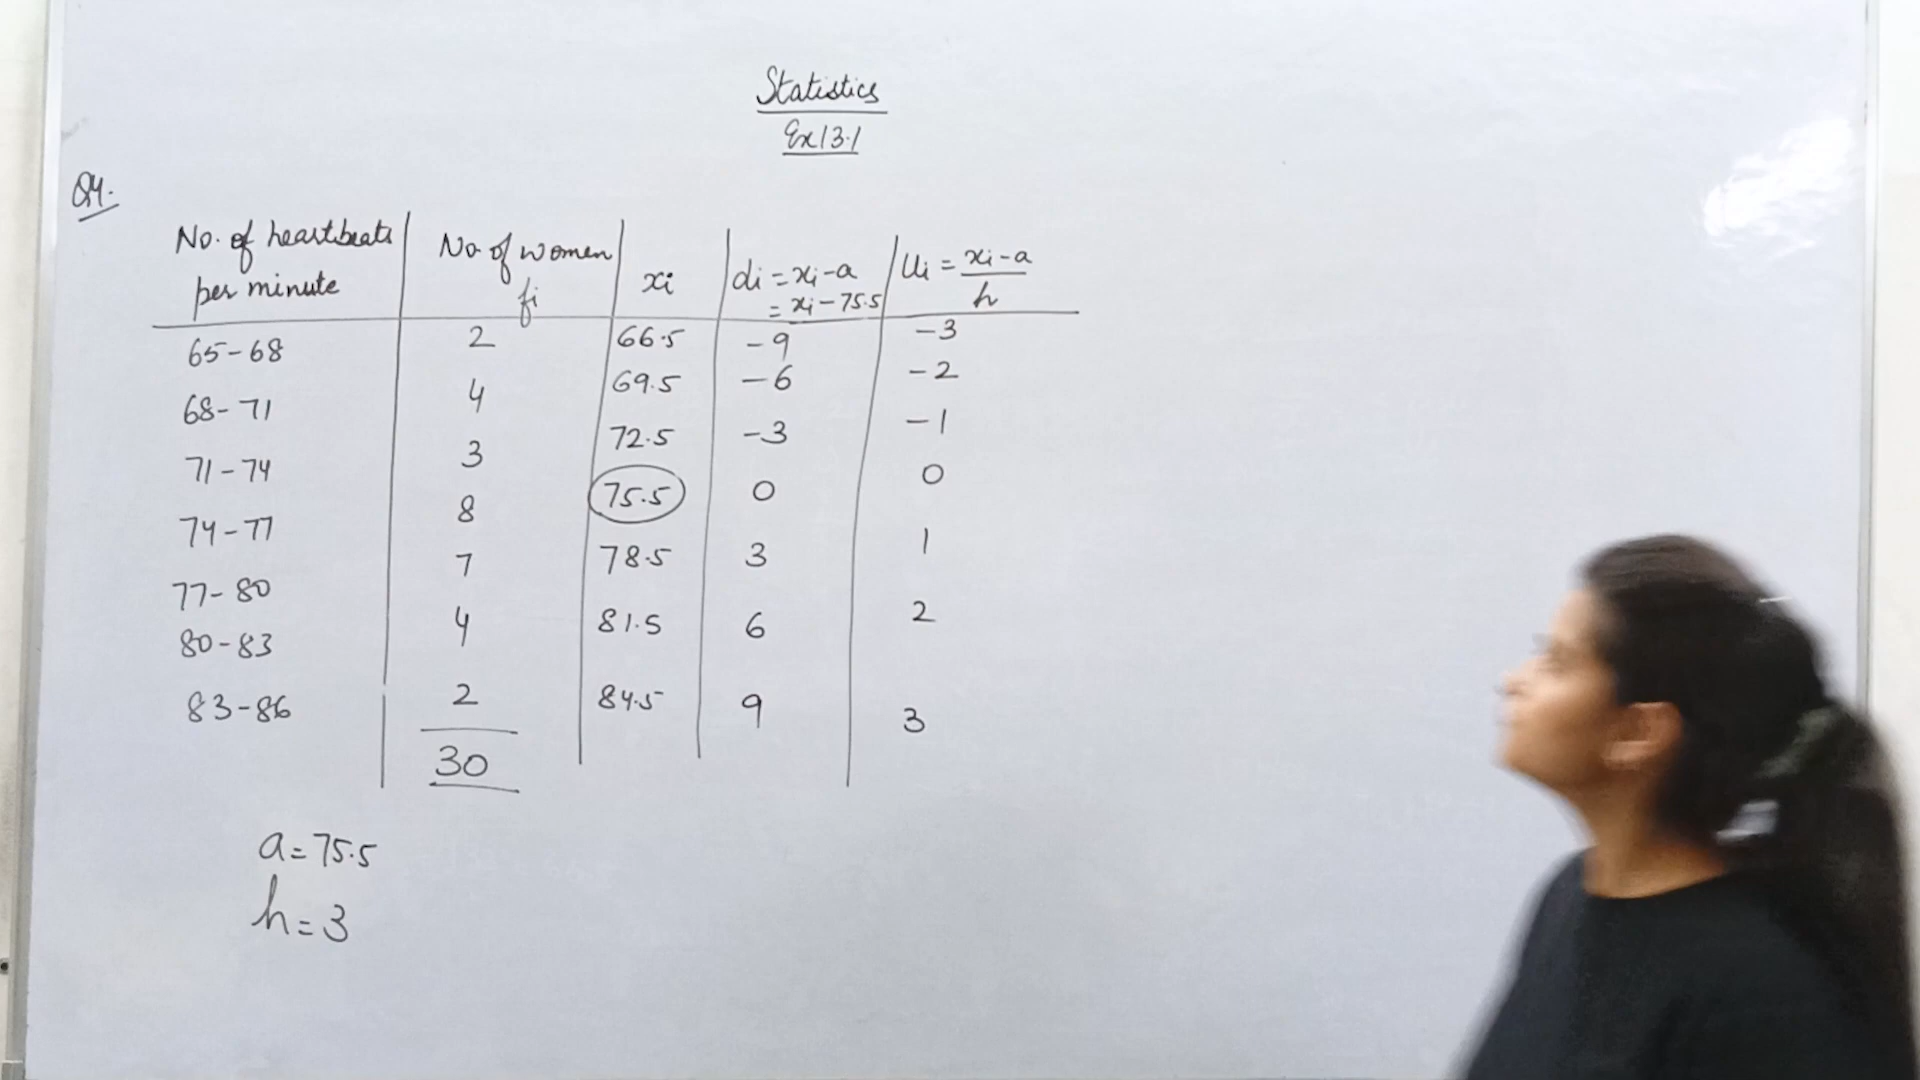 Statistics
Ex 13.1
Q4.
No. of heartbeats per minute | No of women fi | xi | di = xi - a = xi - 75.5 | ui = (xi - a)/h
65-68 | 2 | 66.5 | -9 | -3
68-71 | 4 | 69.5 | -6 | -2
71-74 | 3 | 72.5 | -3 | -1
74-77 | 8 | 75.5 | 0 | 0
77-80 | 7 | 78.5 | 3 | 1
80-83 | 4 | 81.5 | 6 | 2
83-86 | 2 | 84.5 | 9 | 3
30
a = 75.5
h = 3